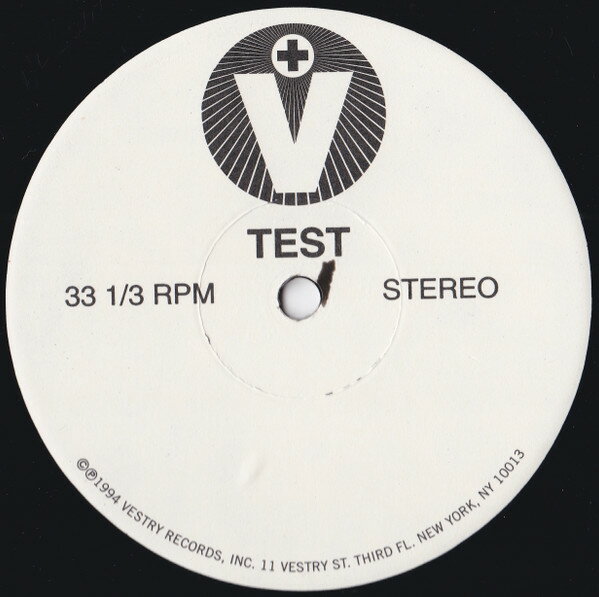 V
TEST
33 1/3 RPM
STEREO
©℗1994 VESTRY RECORDS, INC. 11 VESTRY ST. THIRD FL. NEW YORK, NY 10013